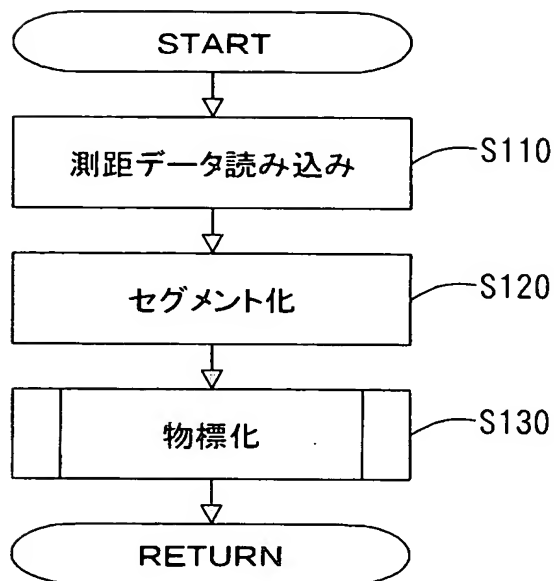 START
測距データ読み込み
S110
セグメント化
S120
物標化
S130
RETURN